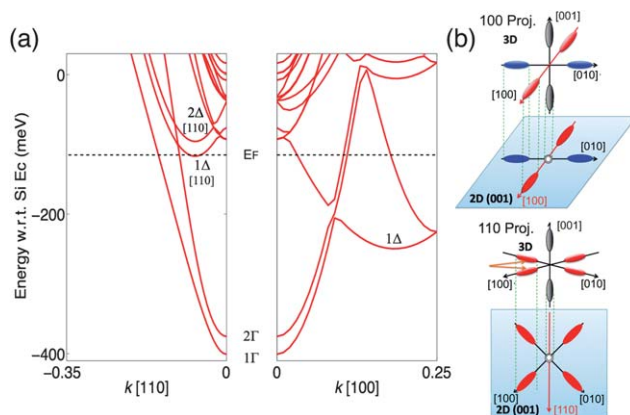 (a)
Energy w.r.t. Si Ec (meV)
0
−200
−400
2Δ
[110]
1Δ
[110]
EF
1Δ
2Γ
1Γ
−0.35
0
0
0.25
k [110]
k [100]
(b)
100 Proj.
3D
[001]
[010]
[100]
[010]
2D (001)
[100]
110 Proj.
3D
[001]
[100]
[010]
[100]
[010]
2D (001)
[110]